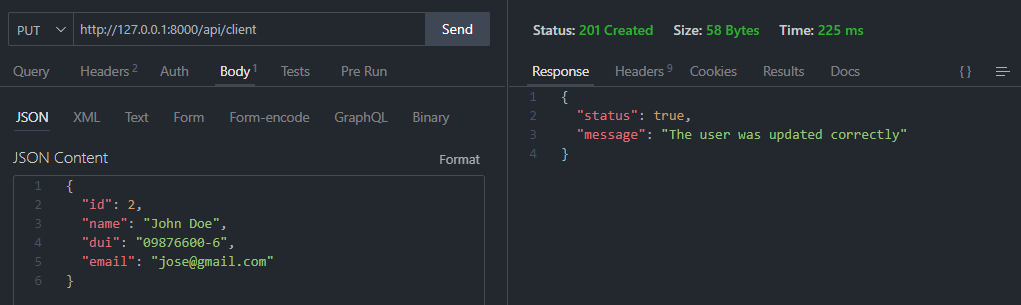 PUT http://127.0.0.1:8000/api/client Send
Query Headers 2 Auth Body 1 Tests Pre Run
JSON XML Text Form Form-encode GraphQL Binary
JSON Content Format
1 {
2 "id": 2,
3 "name": "John Doe",
4 "dui": "09876600-6",
5 "email": "jose@gmail.com"
6 }
Status: 201 Created Size: 58 Bytes Time: 225 ms
Response Headers 9 Cookies Results Docs {}
1 {
2 "status": true,
3 "message": "The user was updated correctly"
4 }